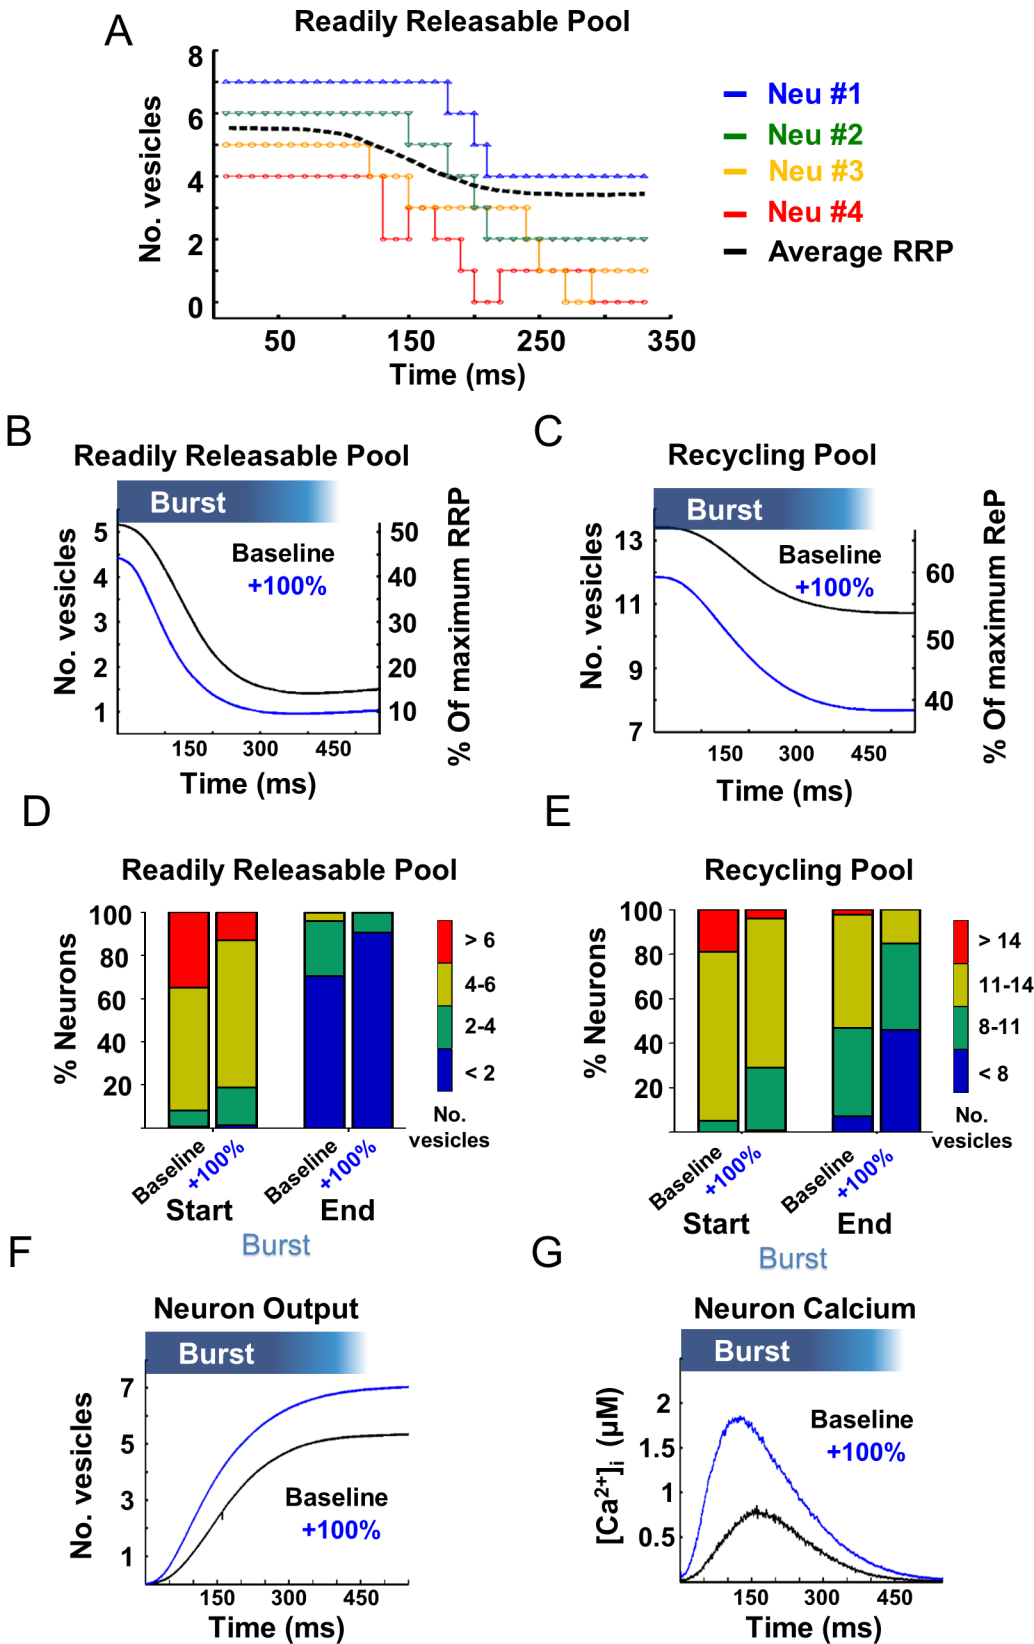 A
Readily Releasable Pool
No. vesicles
8
6
4
2
0
50
150
250
350
Time (ms)
Neu #1
Neu #2
Neu #3
Neu #4
Average RRP
B
Readily Releasable Pool
Burst
No. vesicles
5
4
3
2
1
Baseline
+100%
50
40
30
20
10
% Of maximum RRP
150 300 450
Time (ms)
C
Recycling Pool
Burst
No. vesicles
13
11
9
7
Baseline
+100%
60
50
40
% Of maximum ReP
150 300 450
Time (ms)
D
Readily Releasable Pool
% Neurons
100
80
60
40
20
> 6
4-6
2-4
< 2
No.
vesicles
Baseline
+100%
Baseline
+100%
Start
End
Burst
E
Recycling Pool
% Neurons
100
80
60
40
20
> 14
11-14
8-11
< 8
No.
vesicles
Baseline
+100%
Baseline
+100%
Start
End
Burst
F
Neuron Output
Burst
No. vesicles
7
5
3
1
Baseline
+100%
150 300 450
Time (ms)
G
Neuron Calcium
Burst
[Ca²⁺]ᵢ (μM)
2
1.5
1
0.5
Baseline
+100%
150 300 450
Time (ms)